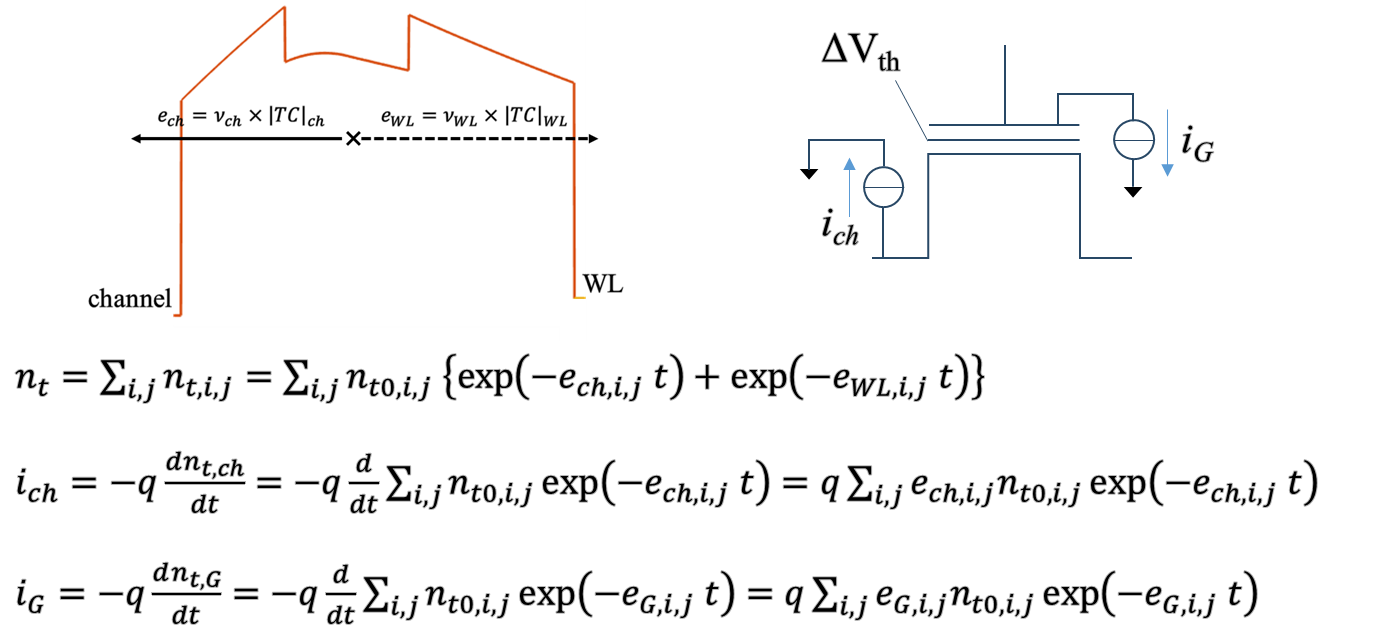 e_ch = ν_ch × |TC|_ch
e_WL = ν_WL × |TC|_WL
channel
WL
ΔV_th
i_ch
i_G
n_t = ∑_{i,j} n_{t,i,j} = ∑_{i,j} n_{t0,i,j} {exp(−e_{ch,i,j} t) + exp(−e_{WL,i,j} t)}
i_ch = −q dn_{t,ch}/dt = −q d/dt ∑_{i,j} n_{t0,i,j} exp(−e_{ch,i,j} t) = q ∑_{i,j} e_{ch,i,j} n_{t0,i,j} exp(−e_{ch,i,j} t)
i_G = −q dn_{t,G}/dt = −q d/dt ∑_{i,j} n_{t0,i,j} exp(−e_{G,i,j} t) = q ∑_{i,j} e_{G,i,j} n_{t0,i,j} exp(−e_{G,i,j} t)